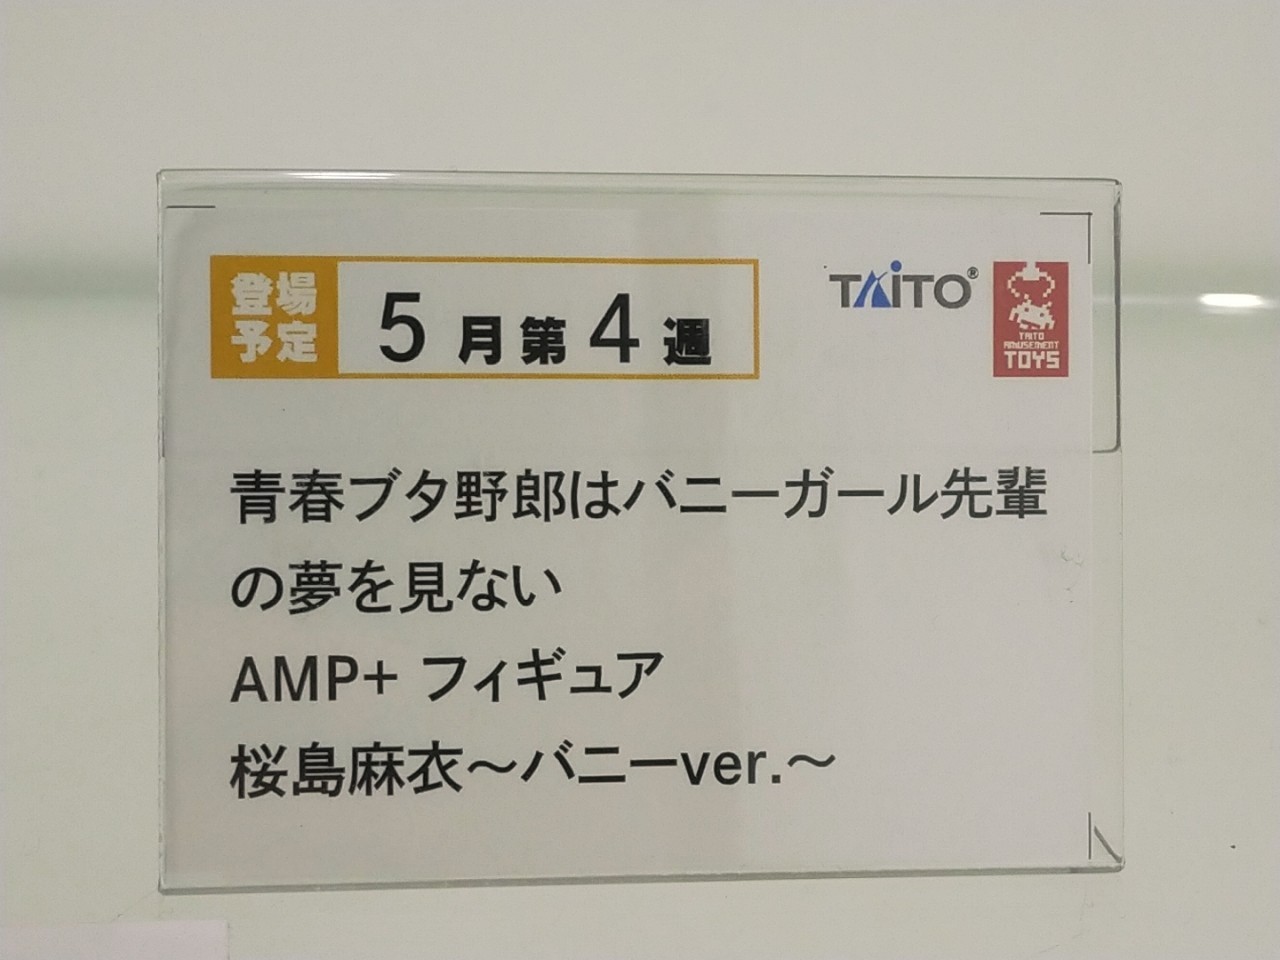 登場
予定
5月第4週
TAITO®
TAITO
AMUSEMENT
TOYS
青春ブタ野郎はバニーガール先輩
の夢を見ない
AMP+ フィギュア
桜島麻衣～バニーver.～